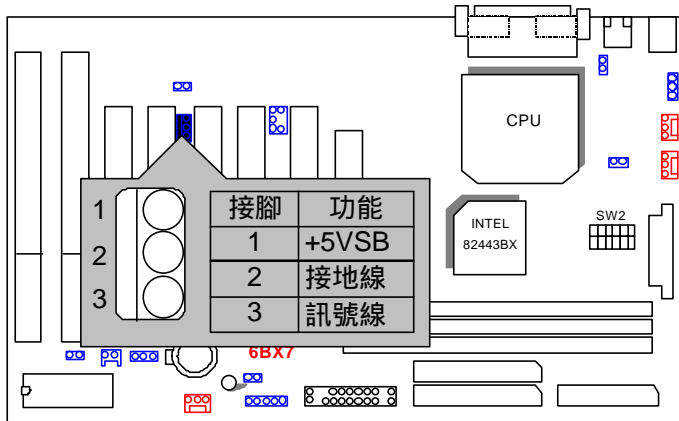 CPU
INTEL
82443BX
SW2
1
2
3
接腳 功能
1 +5VSB
2 接地線
3 訊號線
6BX7